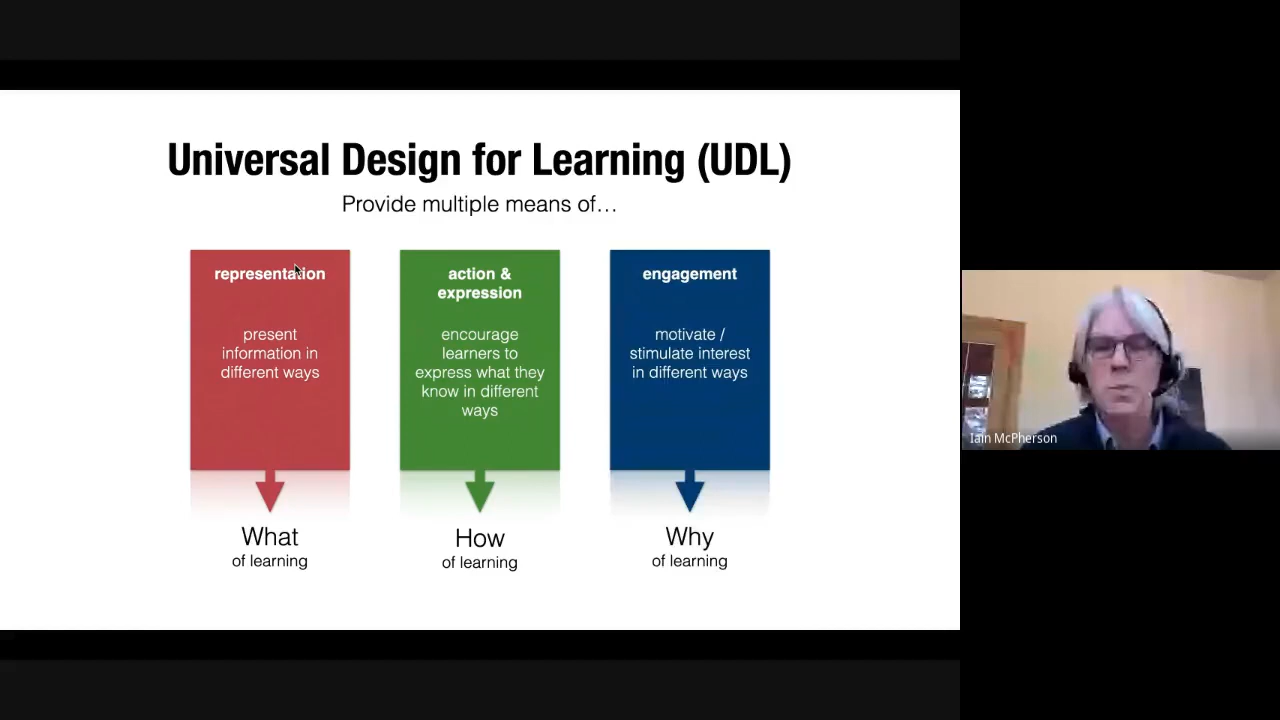 Universal Design for Learning (UDL)
Provide multiple means of…
representation
present
information in
different ways
What
of learning
action &
expression
encourage
learners to
express what they
know in different
ways
How
of learning
engagement
motivate /
stimulate interest
in different ways
Why
of learning
Iain McPherson